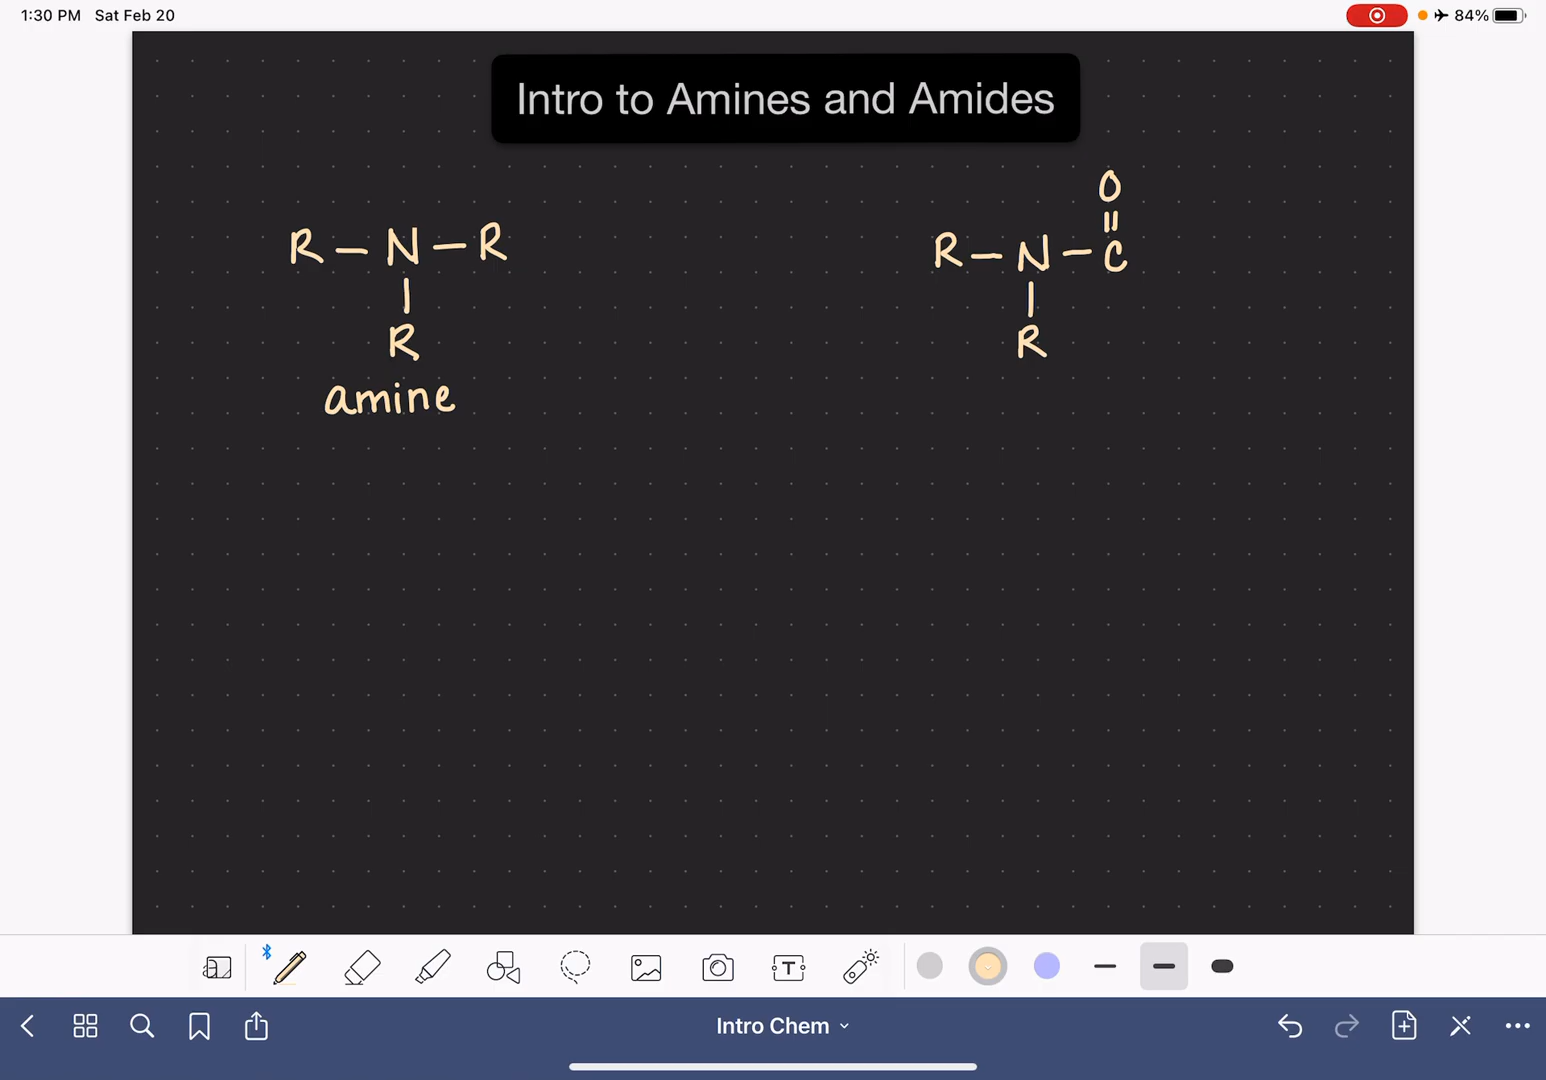 1:30 PM Sat Feb 20
84%
Intro to Amines and Amides
O
||
R — N — R
R — N — C
|
|
R
R
amine
a
T
Intro Chem